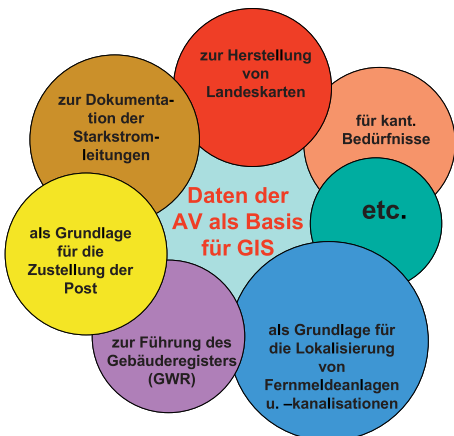 zur Herstellung
von
Landeskarten
für kant.
Bedürfnisse
etc.
als Grundlage für
die Lokalisierung
von
Fernmeldeanlagen
u. –kanalisationen
zur Führung des
Gebäuderegisters
(GWR)
als Grundlage
für die
Zustellung der
Post
zur Dokumenta-
tion der
Starkstrom-
leitungen
Daten der
AV als Basis
für GIS